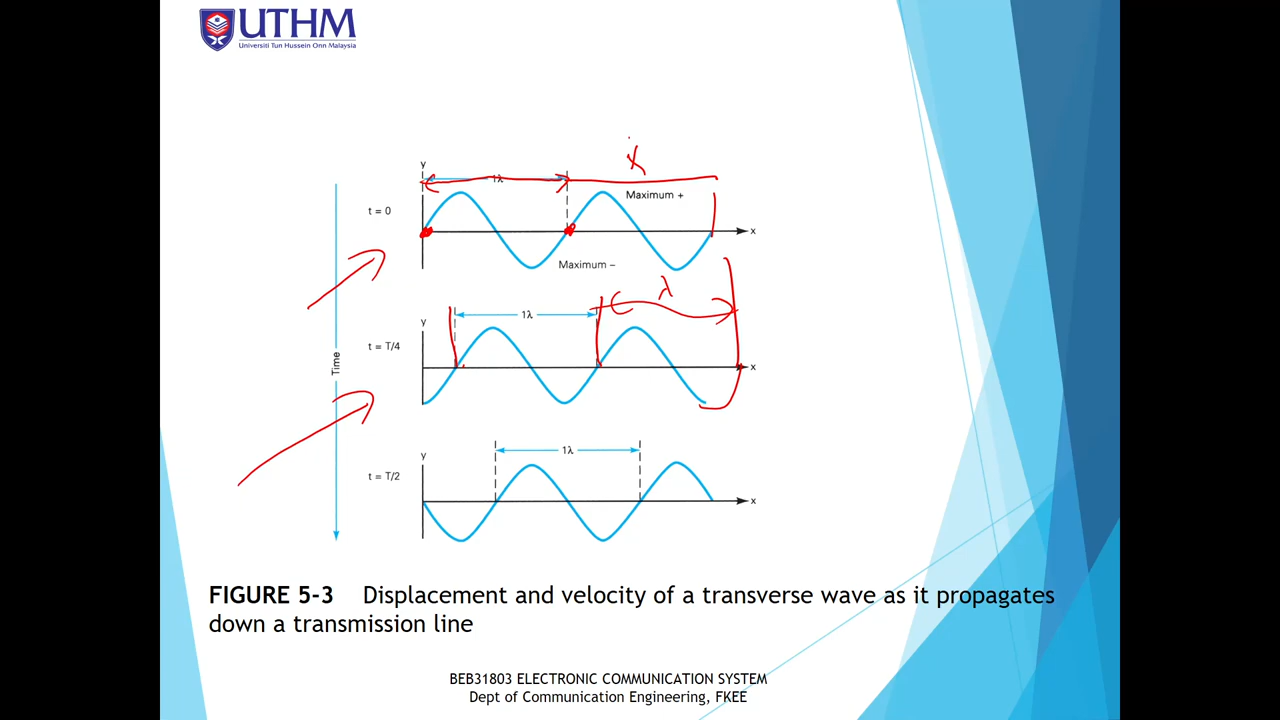 UTHM
Universiti Tun Hussein Onn Malaysia
y
1λ
t = 0
Maximum +
x
Maximum −
λ
y
1λ
t = T/4
x
Time
y
1λ
t = T/2
x
FIGURE 5-3 Displacement and velocity of a transverse wave as it propagates
down a transmission line
BEB31803 ELECTRONIC COMMUNICATION SYSTEM
Dept of Communication Engineering, FKEE